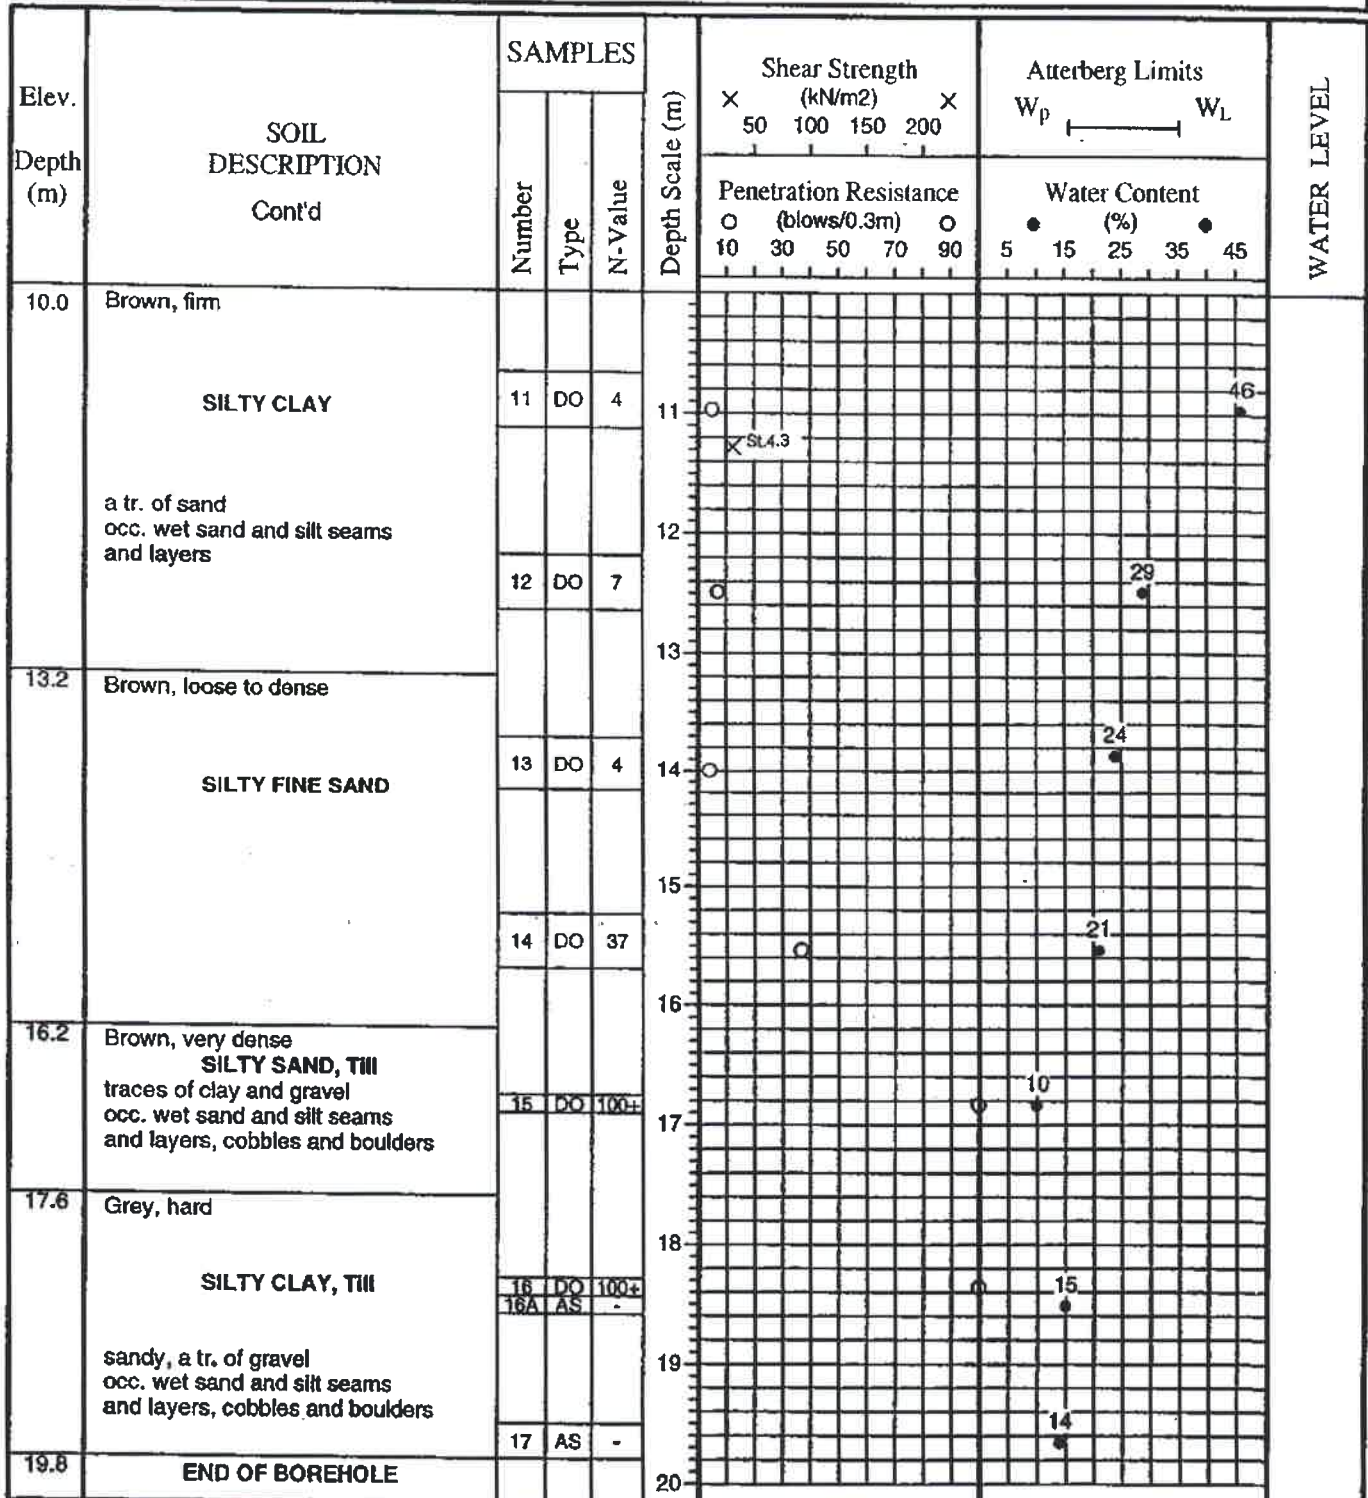 Elev.
Depth
(m)
SOIL
DESCRIPTION
Cont'd
SAMPLES
Number
Type
N-Value
Depth Scale (m)
Shear Strength
× (kN/m2) ×
50 100 150 200
Penetration Resistance
O (blows/0.3m) O
10 30 50 70 90
Atterberg Limits
Wp WL
Water Content
● (%) ●
5 15 25 35 45
WATER LEVEL
10.0 Brown, firm
SILTY CLAY 11 DO 4 11 46
St.4.3
a tr. of sand
occ. wet sand and silt seams 12
and layers
12 DO 7 29
13
13.2 Brown, loose to dense
13 DO 4 14 24
SILTY FINE SAND
15
14 DO 37 21
16
16.2 Brown, very dense
SILTY SAND, Till
traces of clay and gravel 10
occ. wet sand and silt seams 15 DO 100+
and layers, cobbles and boulders 17
17.6 Grey, hard
18
SILTY CLAY, Till 16 DO 100+ 15
16A AS -
sandy, a tr. of gravel 19
occ. wet sand and silt seams
and layers, cobbles and boulders
17 AS - 14
19.8 END OF BOREHOLE 20